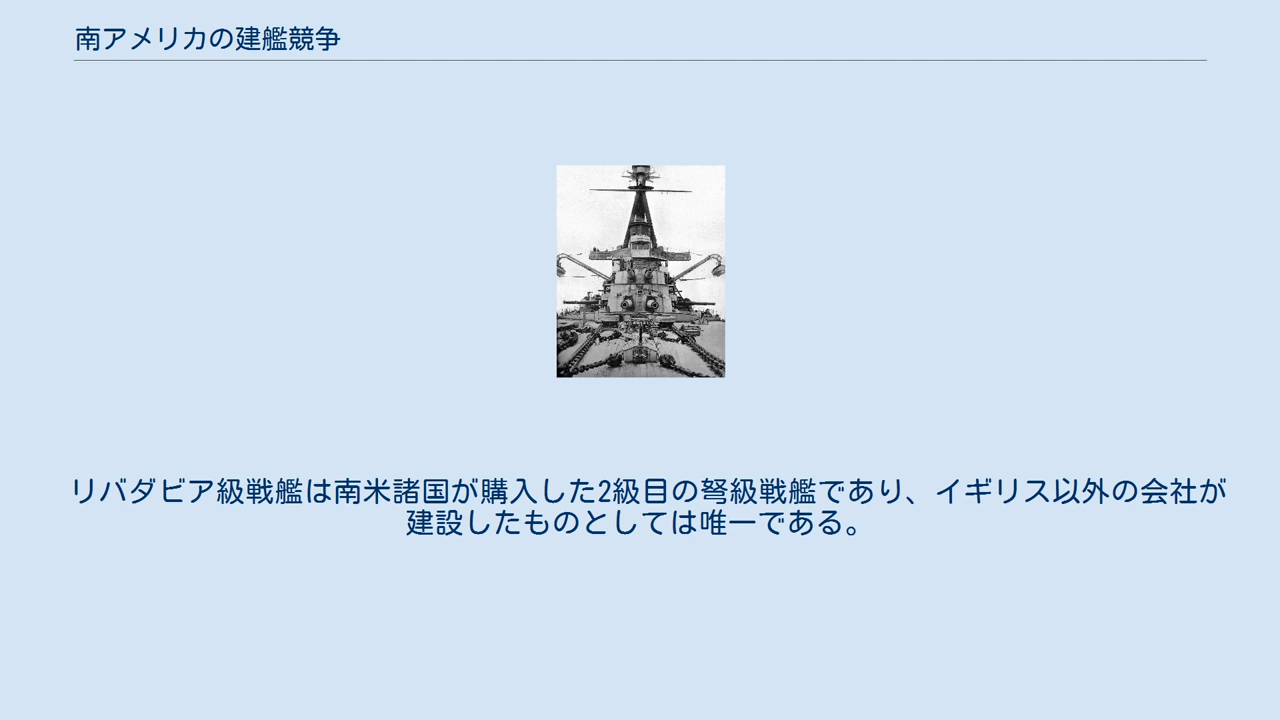 南アメリカの建艦競争
リバダビア級戦艦は南米諸国が購入した2級目の弩級戦艦であり、イギリス以外の会社が
建設したものとしては唯一である。